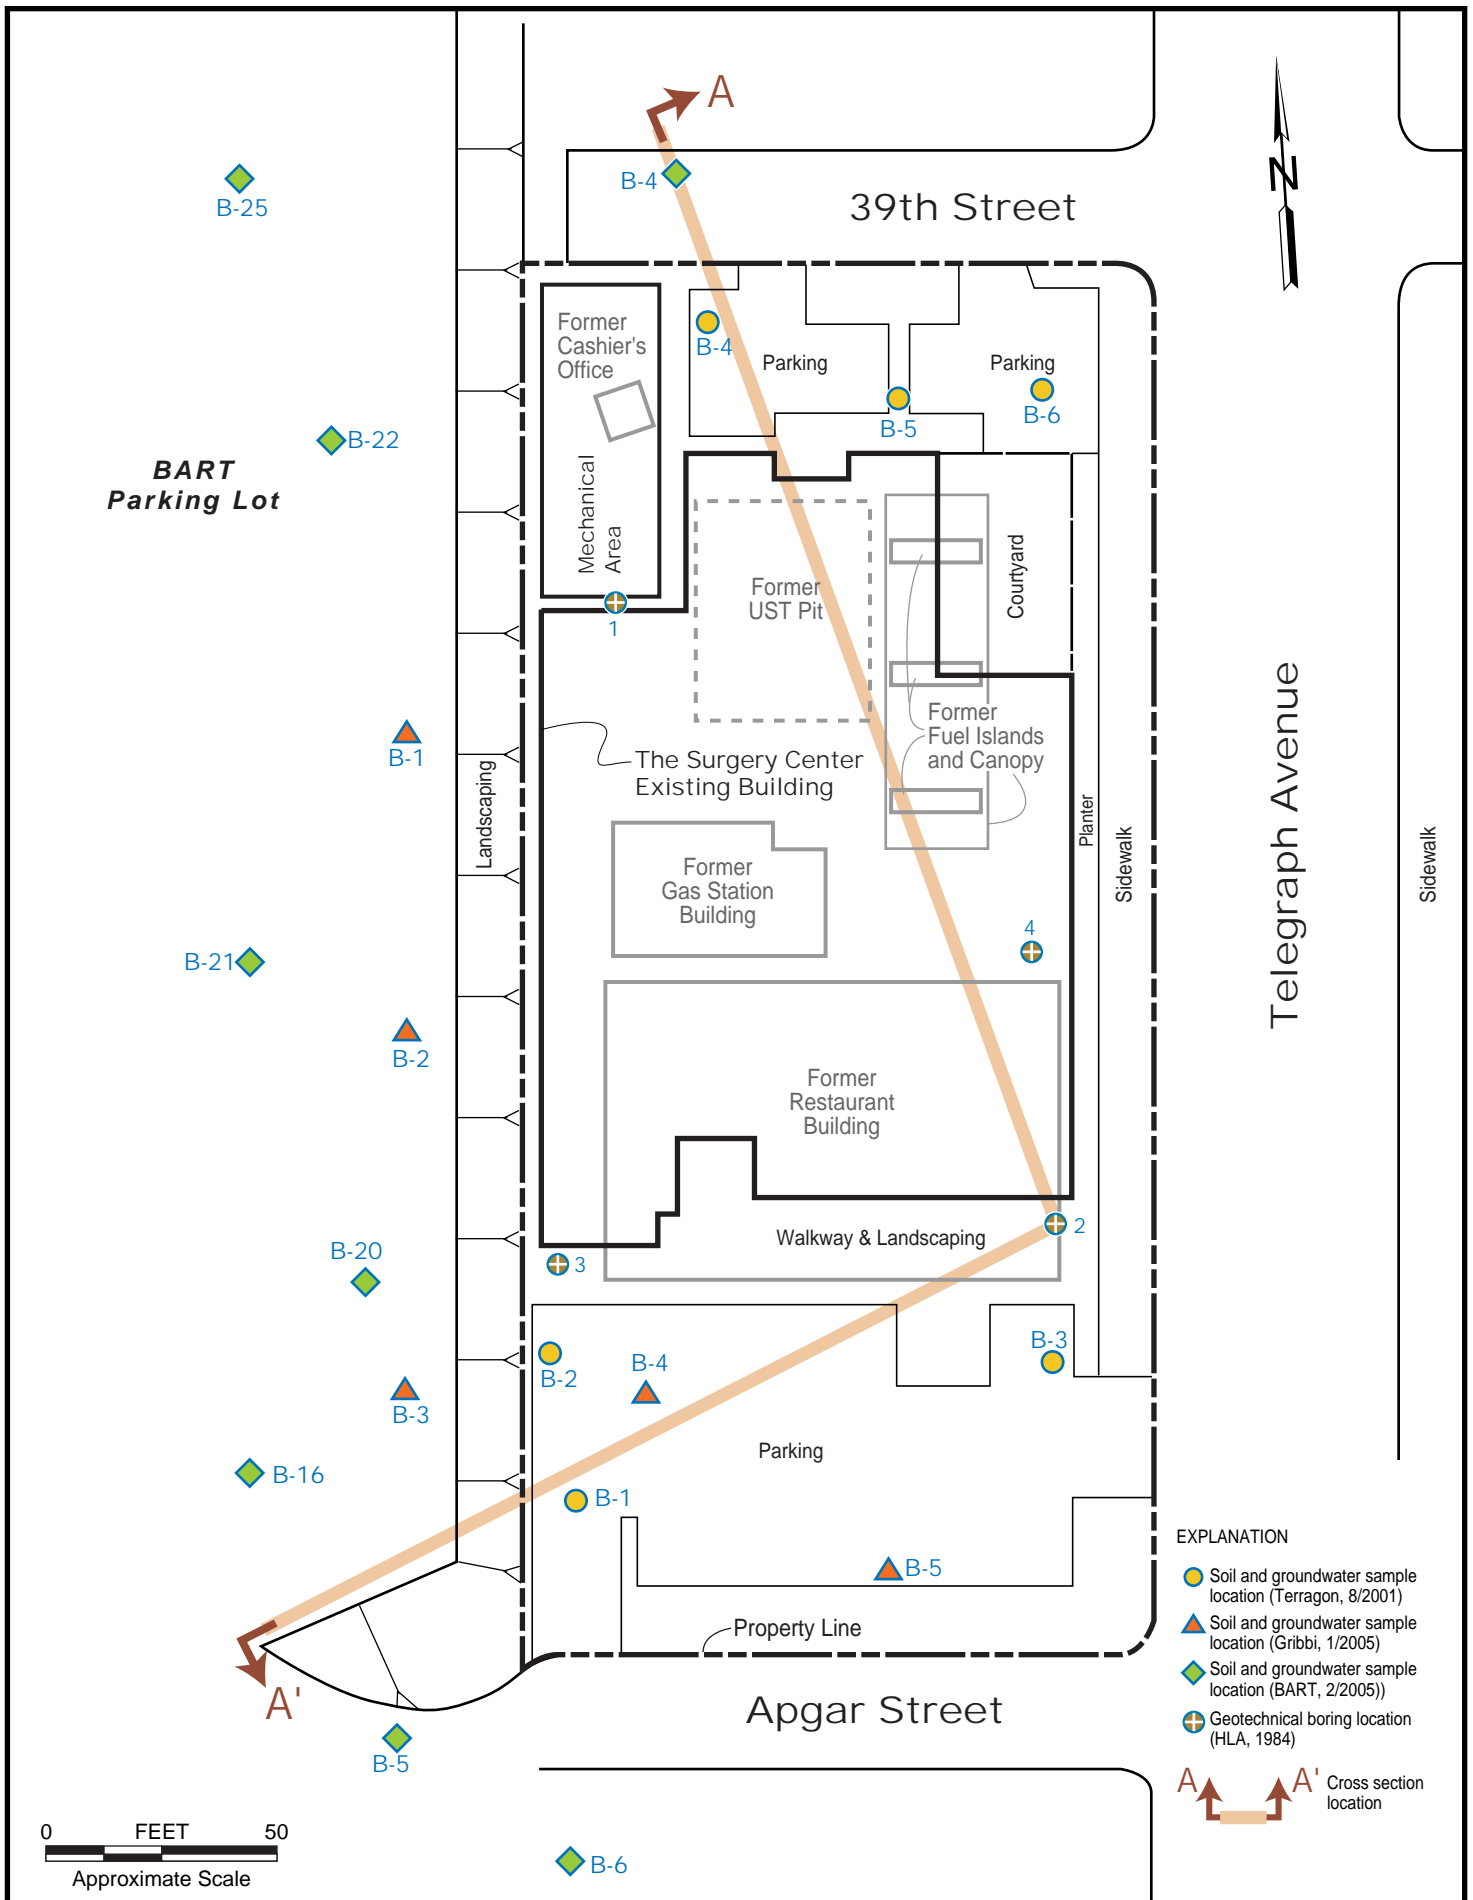 A
B-4
B-25
39th Street
N
Former
Cashier's
Office
B-4
Parking
Parking
B-5
B-6
B-22
BART
Parking Lot
Mechanical
Area
Former
UST Pit
Courtyard
1
Former
Fuel Islands
and Canopy
B-1
The Surgery Center
Existing Building
Landscaping
Planter
Sidewalk
Telegraph Avenue
Sidewalk
Former
Gas Station
Building
4
B-21
B-2
Former
Restaurant
Building
2
Walkway & Landscaping
B-20
3
B-3
B-2
B-4
B-3
Parking
B-16
B-1
B-5
Property Line
A'
Apgar Street
B-5
B-6
EXPLANATION
Soil and groundwater sample
location (Terragon, 8/2001)
Soil and groundwater sample
location (Gribbi, 1/2005)
Soil and groundwater sample
location (BART, 2/2005))
Geotechnical boring location
(HLA, 1984)
A A' Cross section
location
0 FEET 50
Approximate Scale